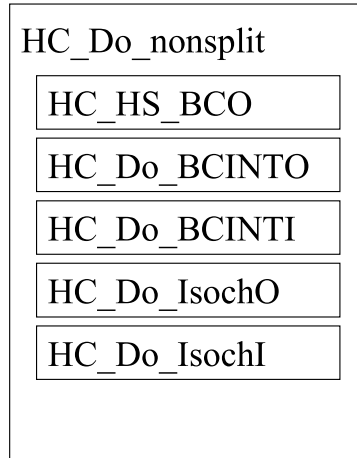 HC_Do_nonsplit
HC_HS_BCO
HC_Do_BCINTO
HC_Do_BCINTI
HC_Do_IsochO
HC_Do_IsochI